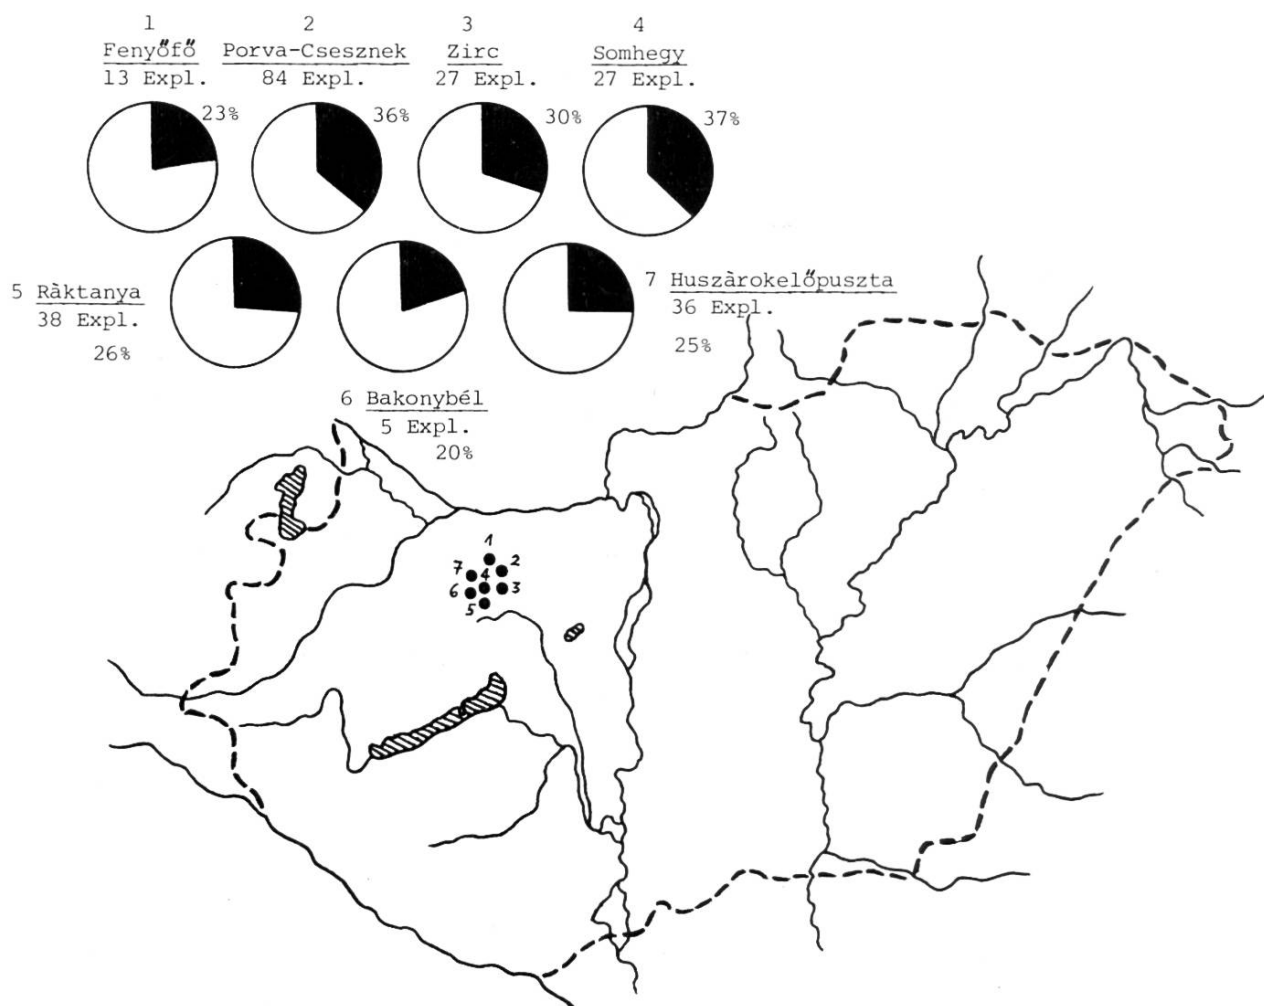 1
Fenyőfő
13 Expl.
23%
2
Porva-Csesznek
84 Expl.
36%
3
Zirc
27 Expl.
30%
4
Somhegy
27 Expl.
37%
5 Ràktanya
38 Expl.
26%
6 Bakonybél
5 Expl.
20%
7 Huszàrokelőpuszta
36 Expl.
25%
1
2
7
4
6
3
5